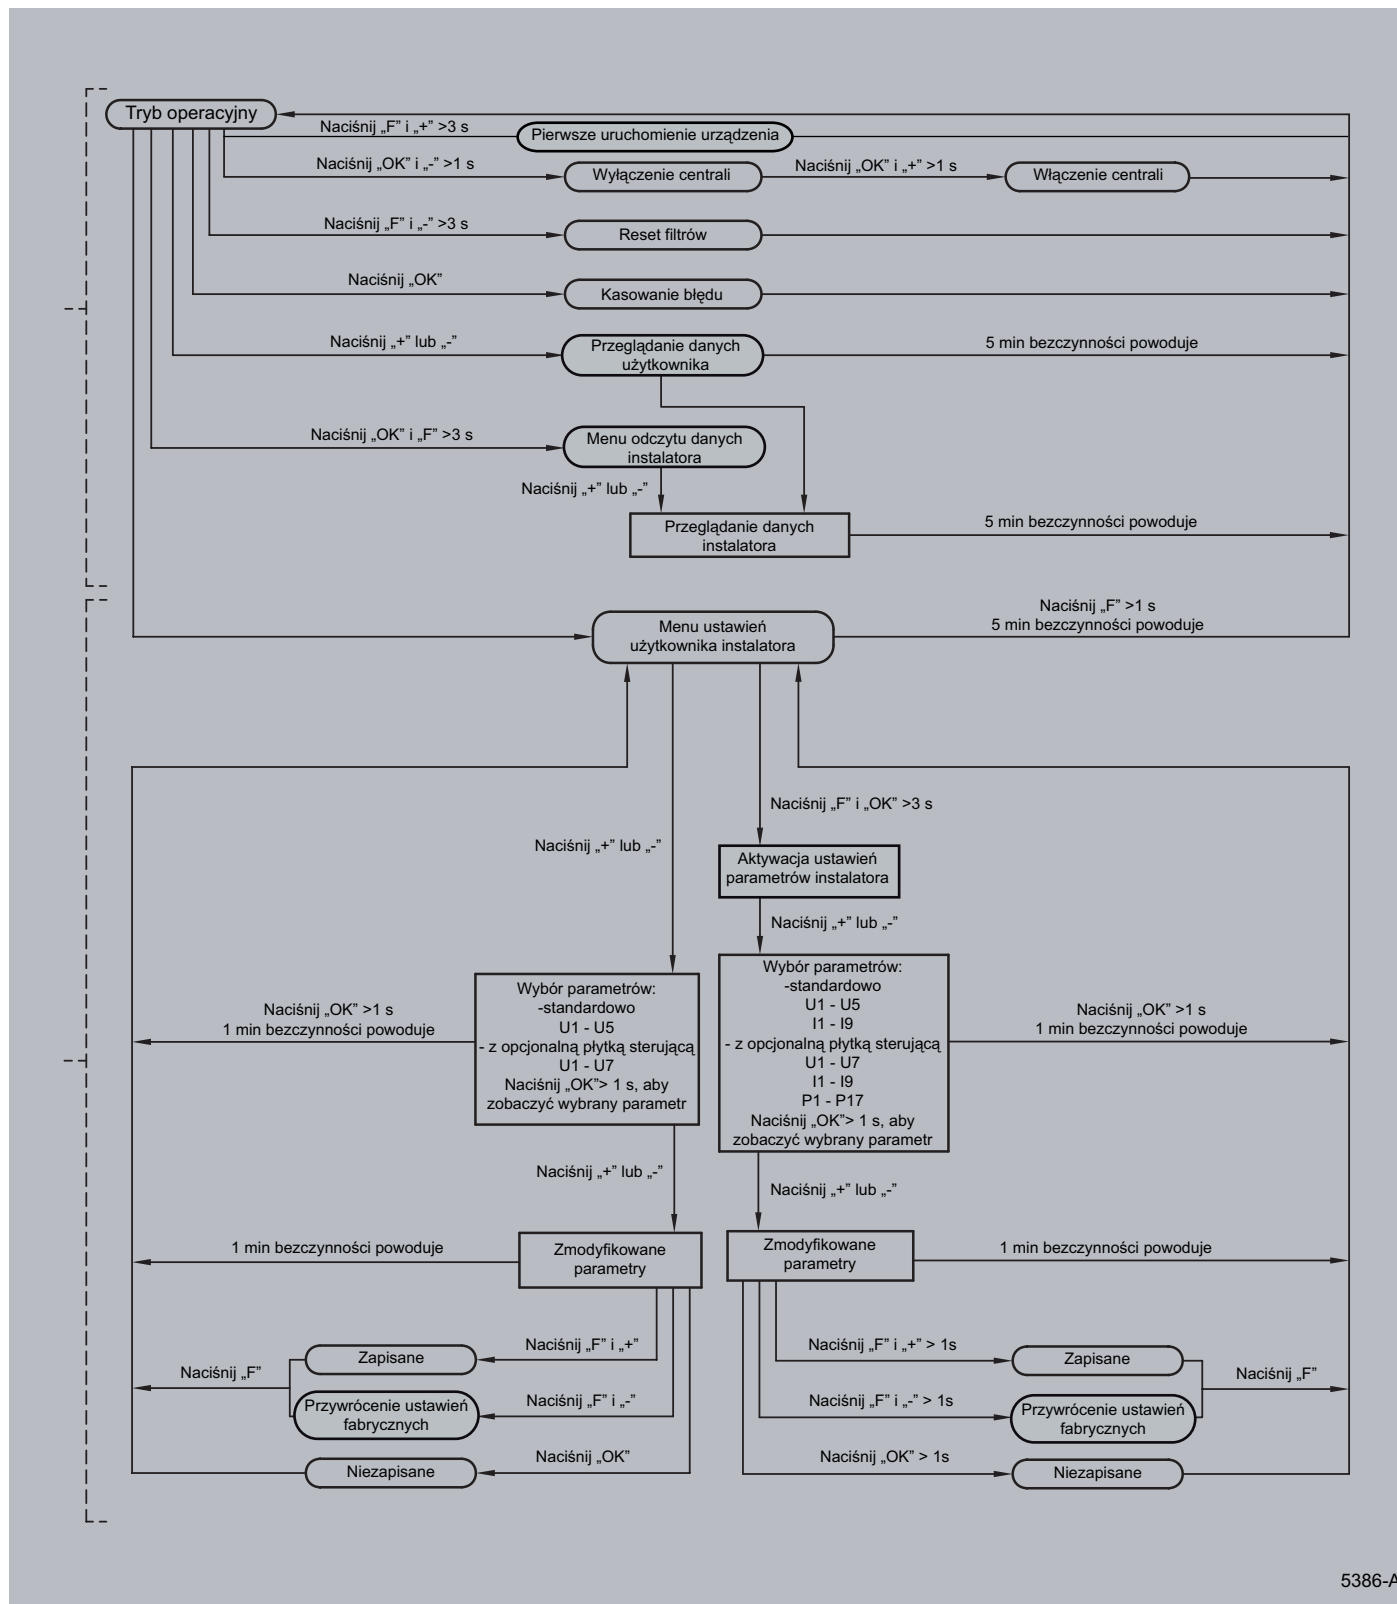 Tryb operacyjny
Naciśnij „F” i „+” >3 s
Pierwsze uruchomienie urządzenia
Naciśnij „OK” i „-” >1 s
Wyłączenie centrali
Naciśnij „OK” i „+” >1 s
Włączenie centrali
Naciśnij „F” i „-” >3 s
Reset filtrów
Naciśnij „OK”
Kasowanie błędu
Naciśnij „+” lub „-”
Przeglądanie danych
użytkownika
5 min bezczynności powoduje
Naciśnij „OK” i „F” >3 s
Menu odczytu danych
instalatora
Naciśnij „+” lub „-”
Przeglądanie danych
instalatora
5 min bezczynności powoduje
Menu ustawień
użytkownika instalatora
Naciśnij „F” >1 s
5 min bezczynności powoduje
Naciśnij „F” i „OK” >3 s
Naciśnij „+” lub „-”
Aktywacja ustawień
parametrów instalatora
Naciśnij „+” lub „-”
Naciśnij „OK” >1 s
1 min bezczynności powoduje
Wybór parametrów:
-standardowo
U1 - U5
- z opcjonalną płytką sterującą
U1 - U7
Naciśnij „OK”> 1 s, aby
zobaczyć wybrany parametr
Wybór parametrów:
-standardowo
U1 - U5
I1 - I9
- z opcjonalną płytką sterującą
U1 - U7
I1 - I9
P1 - P17
Naciśnij „OK”> 1 s, aby
zobaczyć wybrany parametr
Naciśnij „OK” >1 s
1 min bezczynności powoduje
Naciśnij „+” lub „-”
Naciśnij „+” lub „-”
1 min bezczynności powoduje
Zmodyfikowane
parametry
Zmodyfikowane
parametry
1 min bezczynności powoduje
Naciśnij „F”
Zapisane
Naciśnij „F” i „+”
Przywrócenie ustawień
fabrycznych
Naciśnij „F” i „-”
Niezapisane
Naciśnij „OK”
Naciśnij „F” i „+” > 1s
Zapisane
Naciśnij „F” i „-” > 1s
Przywrócenie ustawień
fabrycznych
Naciśnij „F”
Naciśnij „OK” > 1s
Niezapisane
5386-A